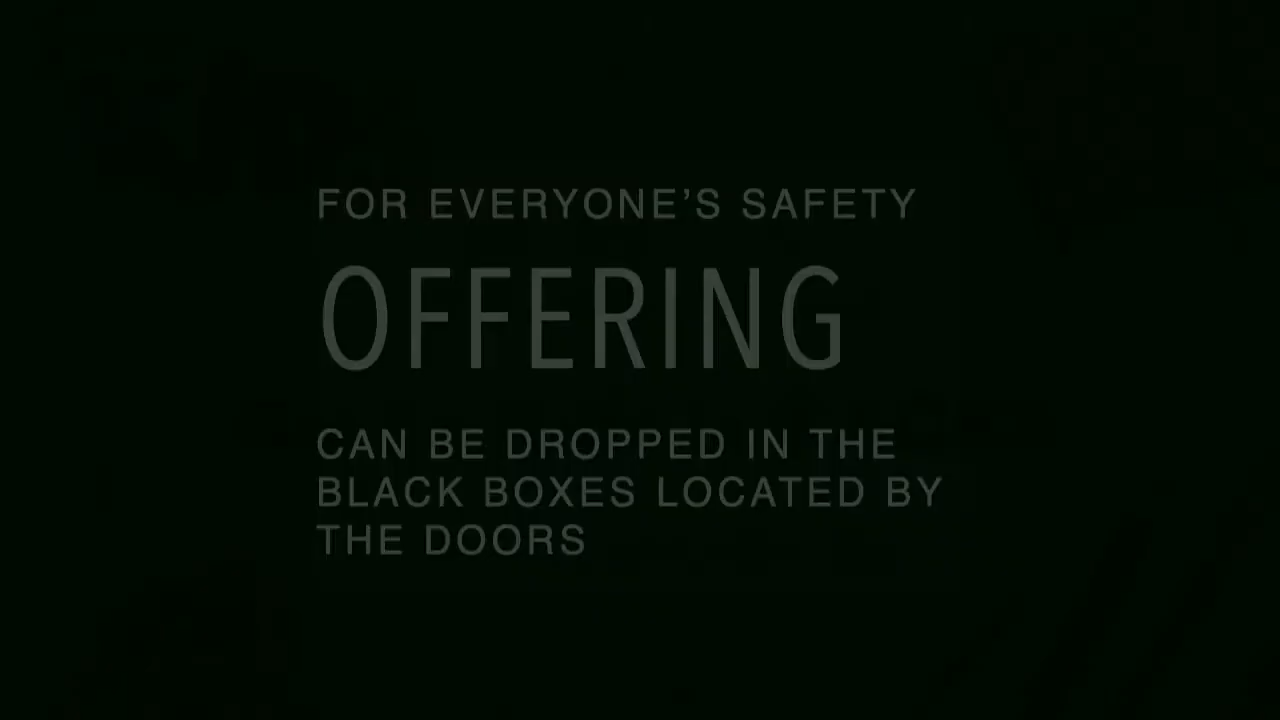 FOR EVERYONE’S SAFETY
OFFERING
CAN BE DROPPED IN THE
BLACK BOXES LOCATED BY
THE DOORS